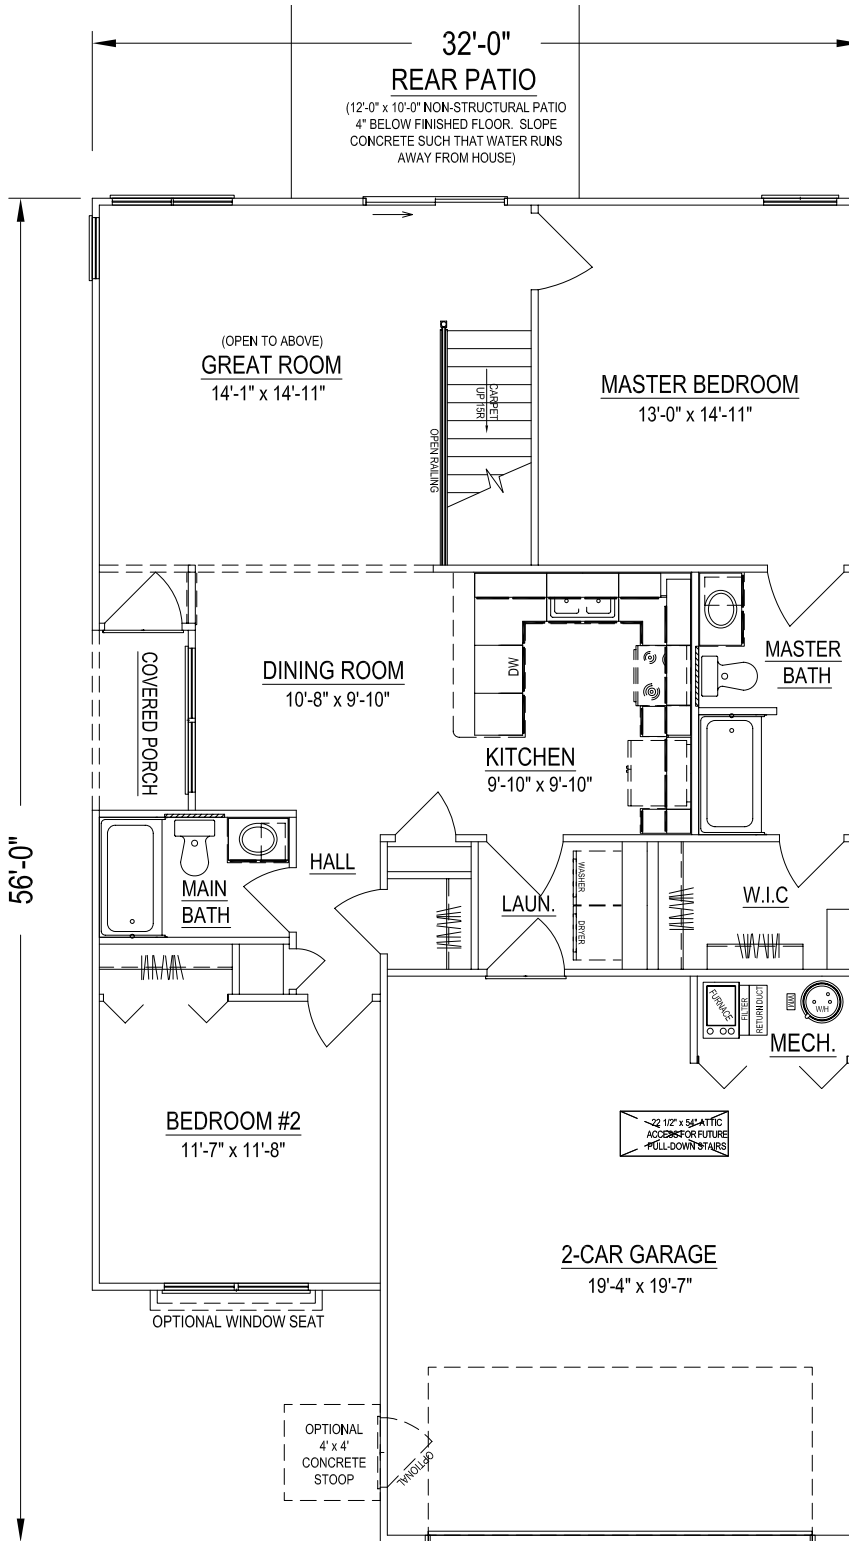 32'-0"
REAR PATIO
(12'-0" x 10'-0" NON-STRUCTURAL PATIO
4" BELOW FINISHED FLOOR. SLOPE
CONCRETE SUCH THAT WATER RUNS
AWAY FROM HOUSE)
(OPEN TO ABOVE)
GREAT ROOM
14'-1" x 14'-11"
CARPET
UP 15R
OPEN RAILING
MASTER BEDROOM
13'-0" x 14'-11"
COVERED PORCH
DINING ROOM
10'-8" x 9'-10"
DW
KITCHEN
9'-10" x 9'-10"
MASTER
BATH
56'-0"
MAIN
BATH
HALL
LAUN.
WASHER
DRYER
W.I.C
FURNACE
FILTER
RETURN DUCT
W/H
MECH.
BEDROOM #2
11'-7" x 11'-8"
22 1/2" x 54" ATTIC
ACCESS FOR FUTURE
PULL-DOWN STAIRS
2-CAR GARAGE
19'-4" x 19'-7"
OPTIONAL WINDOW SEAT
OPTIONAL
4' x 4'
CONCRETE
STOOP
OPTIONAL